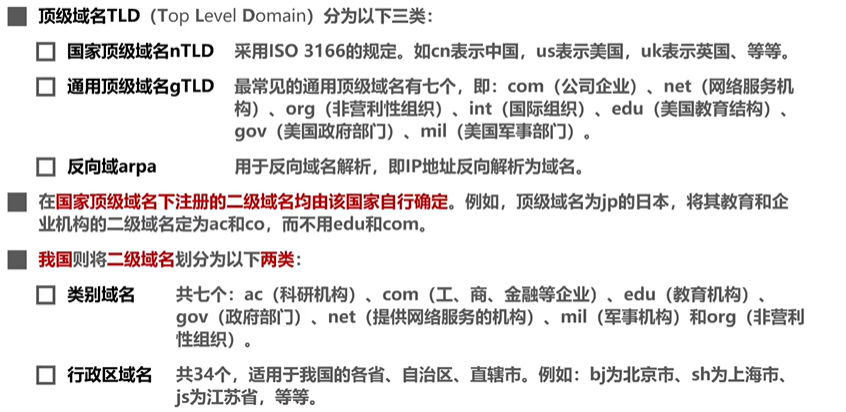 顶级域名TLD（Top Level Domain）分为以下三类：
国家顶级域名nTLD 采用ISO 3166的规定。如cn表示中国，us表示美国，uk表示英国、等等。
通用顶级域名gTLD 最常见的通用顶级域名有七个，即：com（公司企业）、net（网络服务机
构）、org（非营利性组织）、int（国际组织）、edu（美国教育结构）、
gov（美国政府部门）、mil（美国军事部门）。
反向域arpa 用于反向域名解析，即IP地址反向解析为域名。
在国家顶级域名下注册的二级域名均由该国家自行确定。例如，顶级域名为jp的日本，将其教育和企
业机构的二级域名定为ac和co，而不用edu和com。
我国则将二级域名划分为以下两类：
类别域名 共七个：ac（科研机构）、com（工、商、金融等企业）、edu（教育机构）、
gov（政府部门）、net（提供网络服务的机构）、mil（军事机构）和org（非营利
性组织）。
行政区域名 共34个，适用于我国的各省、自治区、直辖市。例如：bj为北京市、sh为上海市、
js为江苏省，等等。